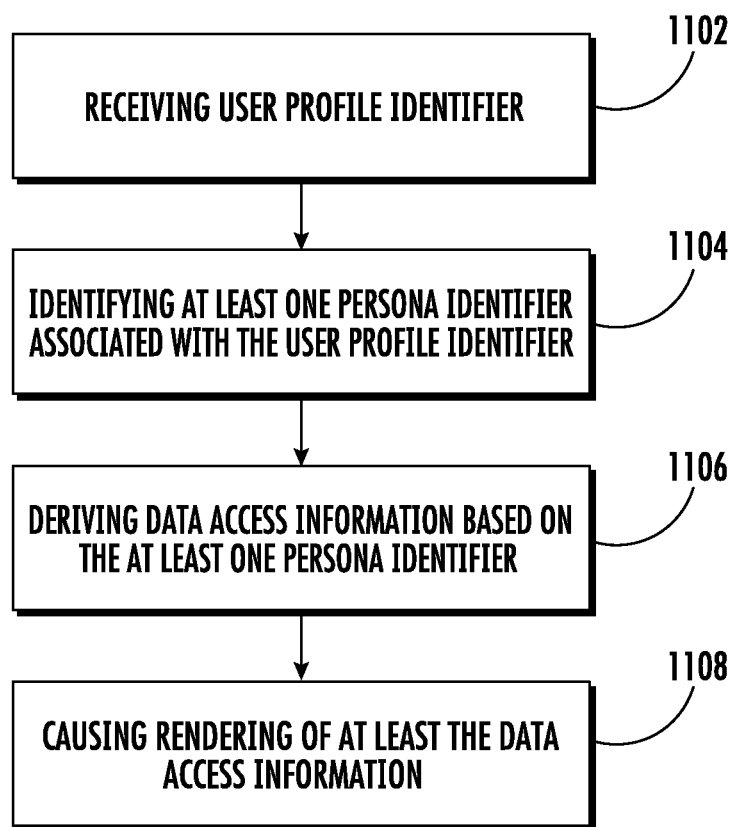 1102
RECEIVING USER PROFILE IDENTIFIER
1104
IDENTIFYING AT LEAST ONE PERSONA IDENTIFIER
ASSOCIATED WITH THE USER PROFILE IDENTIFIER
1106
DERIVING DATA ACCESS INFORMATION BASED ON
THE AT LEAST ONE PERSONA IDENTIFIER
1108
CAUSING RENDERING OF AT LEAST THE DATA
ACCESS INFORMATION